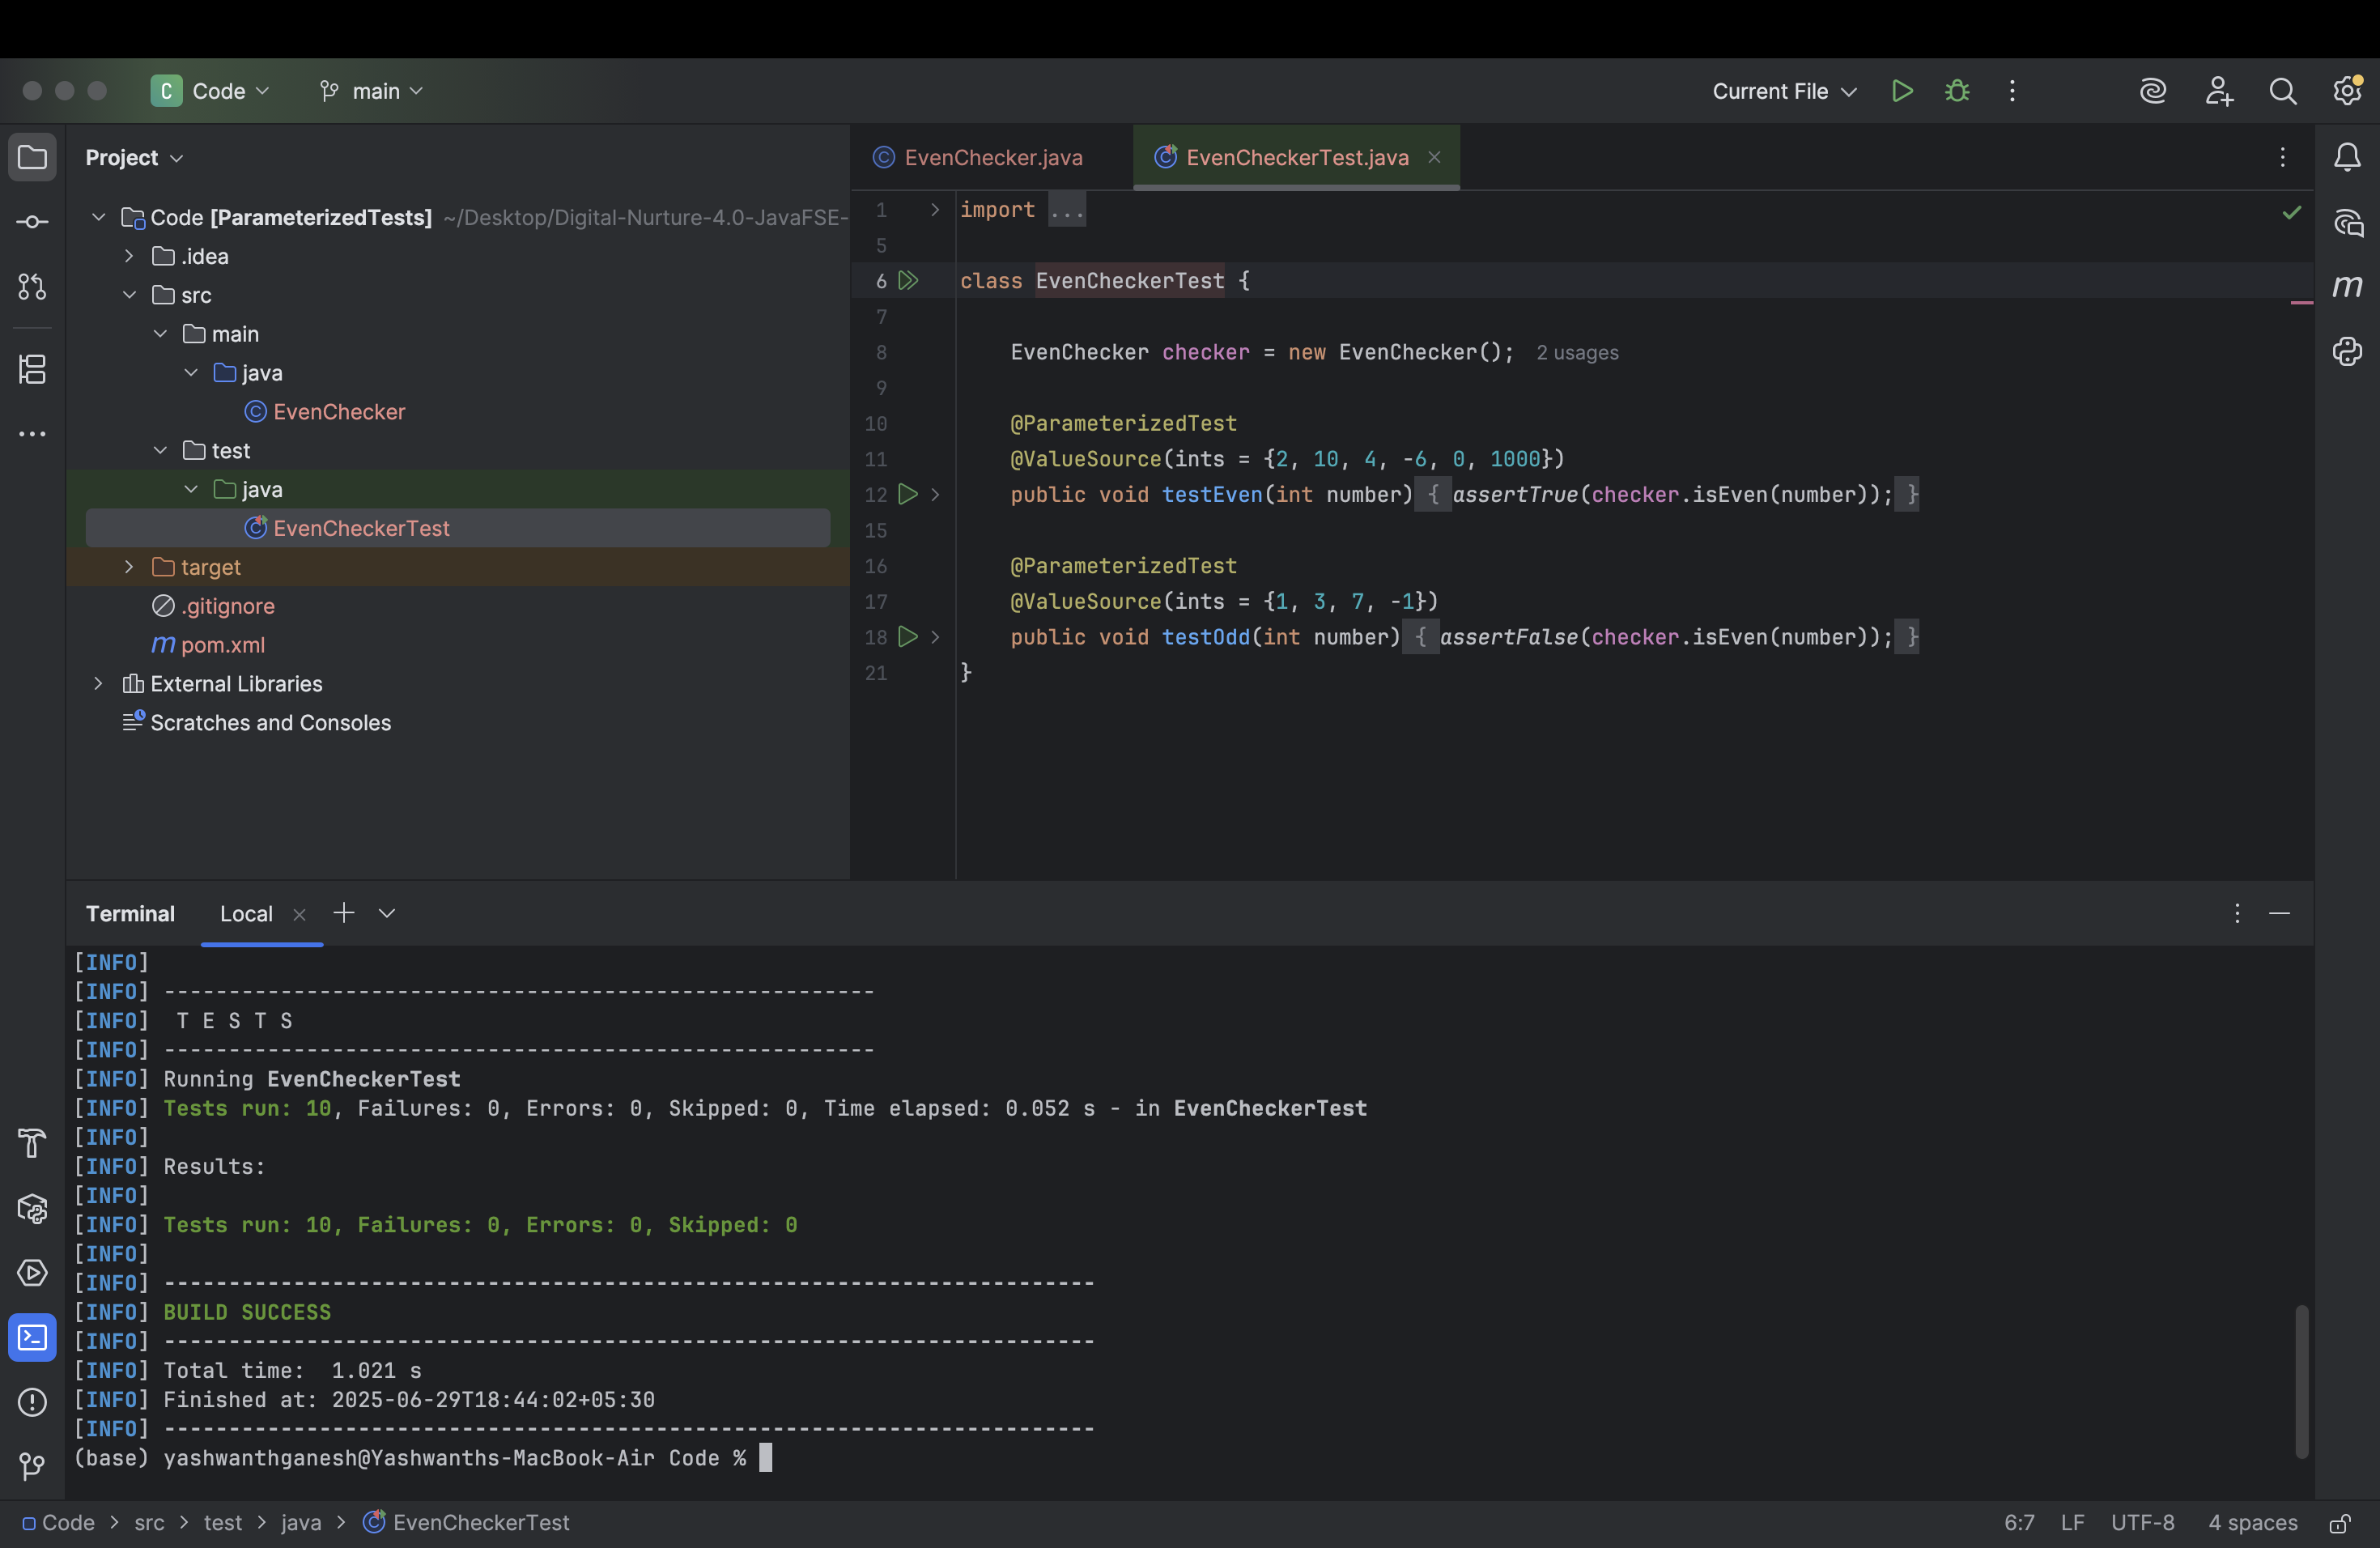 C Code main Current File
Project
Code [ParameterizedTests] ~/Desktop/Digital-Nurture-4.0-JavaFSE-
.idea
src
main
java
EvenChecker
test
java
EvenCheckerTest
target
.gitignore
m pom.xml
External Libraries
Scratches and Consoles
EvenChecker.java EvenCheckerTest.java
1 import ...
5
6 class EvenCheckerTest {
7
8 EvenChecker checker = new EvenChecker(); 2 usages
9
10 @ParameterizedTest
11 @ValueSource(ints = {2, 10, 4, -6, 0, 1000})
12 public void testEven(int number) { assertTrue(checker.isEven(number)); }
15
16 @ParameterizedTest
17 @ValueSource(ints = {1, 3, 7, -1})
18 public void testOdd(int number) { assertFalse(checker.isEven(number)); }
21 }
Terminal Local
[INFO]
[INFO] -------------------------------------------------------
[INFO]  T E S T S
[INFO] -------------------------------------------------------
[INFO] Running EvenCheckerTest
[INFO] Tests run: 10, Failures: 0, Errors: 0, Skipped: 0, Time elapsed: 0.052 s - in EvenCheckerTest
[INFO]
[INFO] Results:
[INFO]
[INFO] Tests run: 10, Failures: 0, Errors: 0, Skipped: 0
[INFO]
[INFO] ------------------------------------------------------------------------
[INFO] BUILD SUCCESS
[INFO] ------------------------------------------------------------------------
[INFO] Total time:  1.021 s
[INFO] Finished at: 2025-06-29T18:44:02+05:30
[INFO] ------------------------------------------------------------------------
(base) yashwanthganesh@Yashwanths-MacBook-Air Code %
Code > src > test > java > EvenCheckerTest 6:7 LF UTF-8 4 spaces